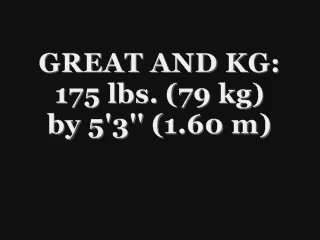 GREAT AND KG:
175 lbs. (79 kg)
by 5'3" (1.60 m)